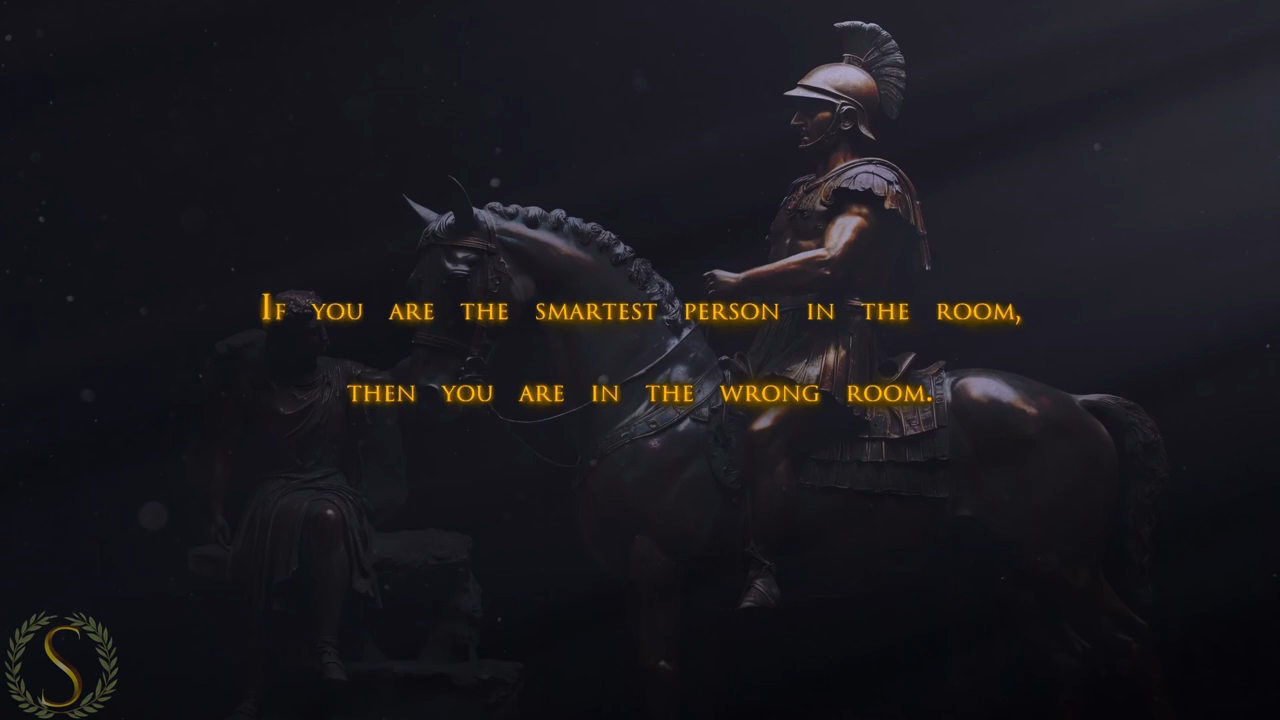 If you are the smartest person in the room,
then you are in the wrong room.
S